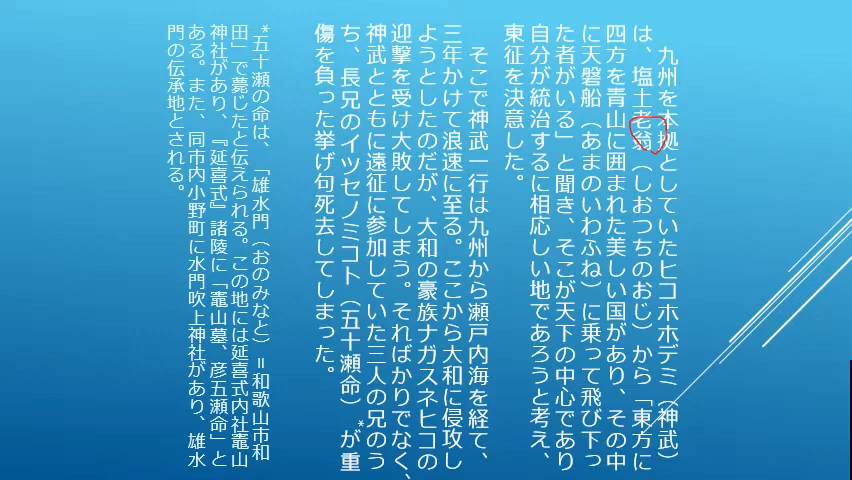 九州を本拠としていたヒコホホデミ（神武）
は、塩土老翁（しおつちのおじ）から「東方に
四方を青山に囲まれた美しい国があり、その中
に天磐船（あまのいわふね）に乗って飛び下っ
た者がいる」と聞き、そこが天下の中心であり
自分が統治するに相応しい地であろうと考え、
東征を決意した。
そこで神武一行は九州から瀬戸内海を経て、
三年かけて浪速に至る。ここから大和に侵攻し
ようとしたのだが、大和の豪族ナガスネヒコの
迎撃を受け大敗してしまう。そればかりでなく、
神武とともに遠征に参加していた三人の兄のう
ち、長兄のイツセノミコト（五十瀬命）*が重
傷を負った挙げ句死去してしまった。
*五十瀬の命は、「雄水門（おのみなと）＝和歌山市和
田」で薨じたと伝えられる。この地には延喜式内社竈山
神社があり、『延喜式』諸陵に「竈山墓、彦五瀬命」と
ある。また、同市内小野町に水門吹上神社があり、雄水
門の伝承地とされる。